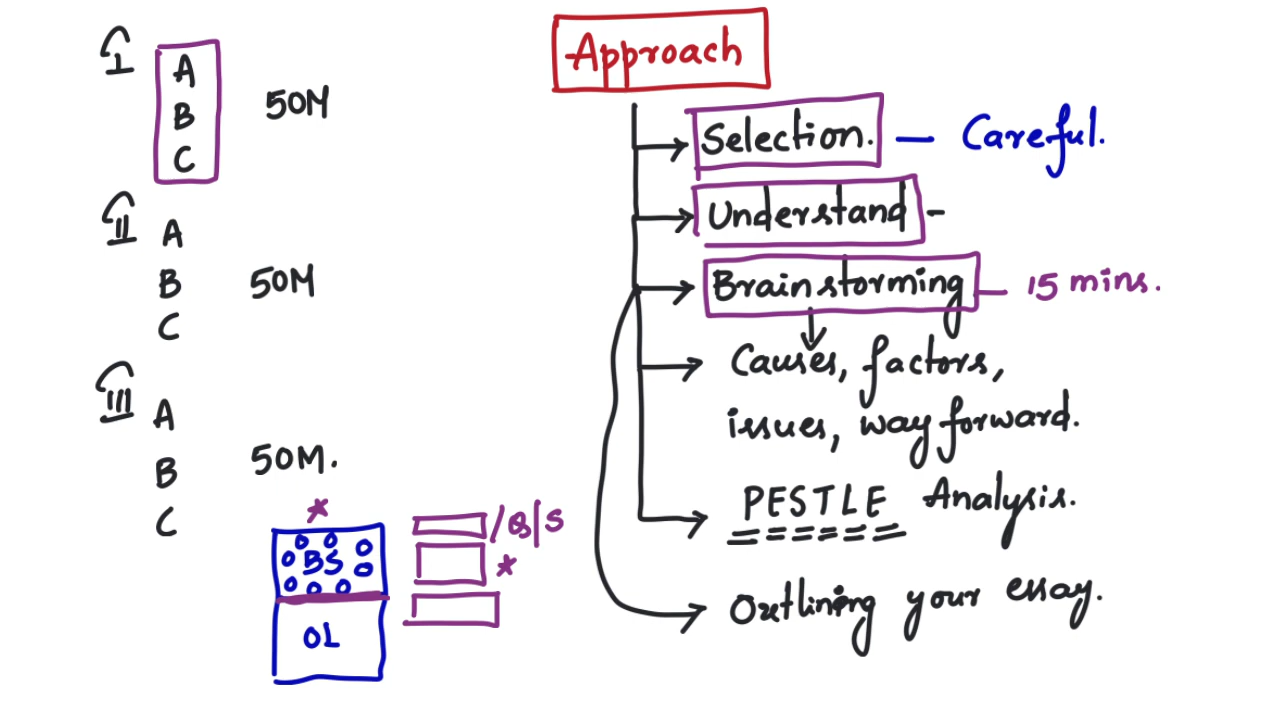 I
A
B
C
50M
II
A
B
C
50M
III
A
B
C
50M.
*
BS
OL
/Q/S
*
Approach
Selection. — Careful.
Understand -
Brainstorming — 15 mins.
Causes, factors,
issues, way forward.
PESTLE Analysis.
Outlining your essay.